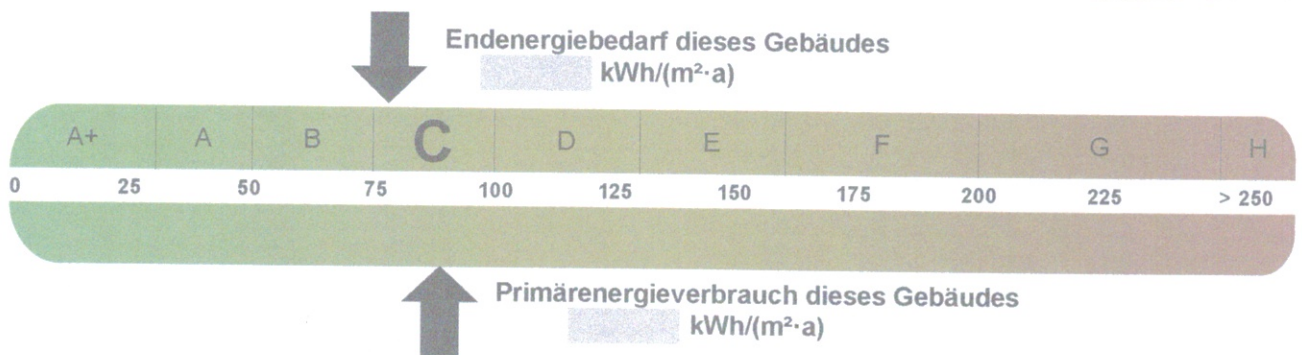 Endenergiebedarf dieses Gebäudes
kWh/(m²·a)
A+ A B C D E F G H
0 25 50 75 100 125 150 175 200 225 > 250
Primärenergieverbrauch dieses Gebäudes
kWh/(m²·a)